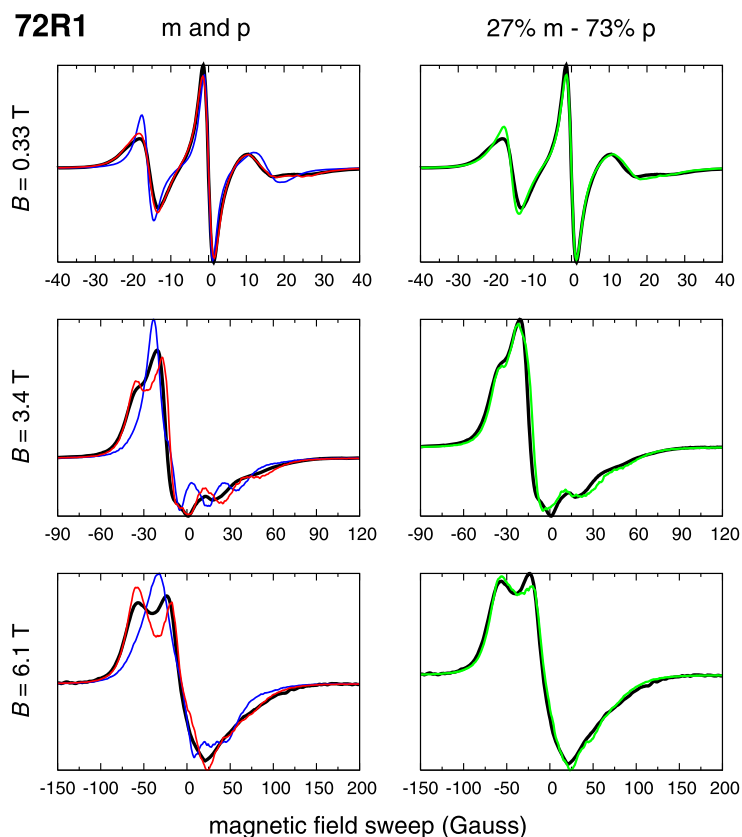 72R1
m and p
27% m - 73% p
B = 0.33 T
-40 -30 -20 -10 0 10 20 30 40
-40 -30 -20 -10 0 10 20 30 40
B = 3.4 T
-90 -60 -30 0 30 60 90 120
-90 -60 -30 0 30 60 90 120
B = 6.1 T
-150 -100 -50 0 50 100 150 200
-150 -100 -50 0 50 100 150 200
magnetic field sweep (Gauss)